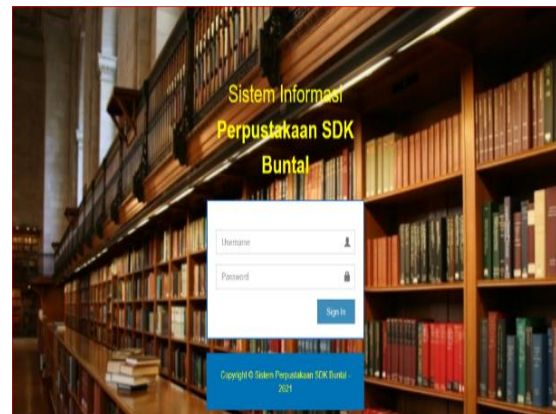 Sistem Informasi
Perpustakaan SDK
Buntal
Username
Password
Sign In
Copyright © Sistem Perpustakaan SDK Buntal -
2021